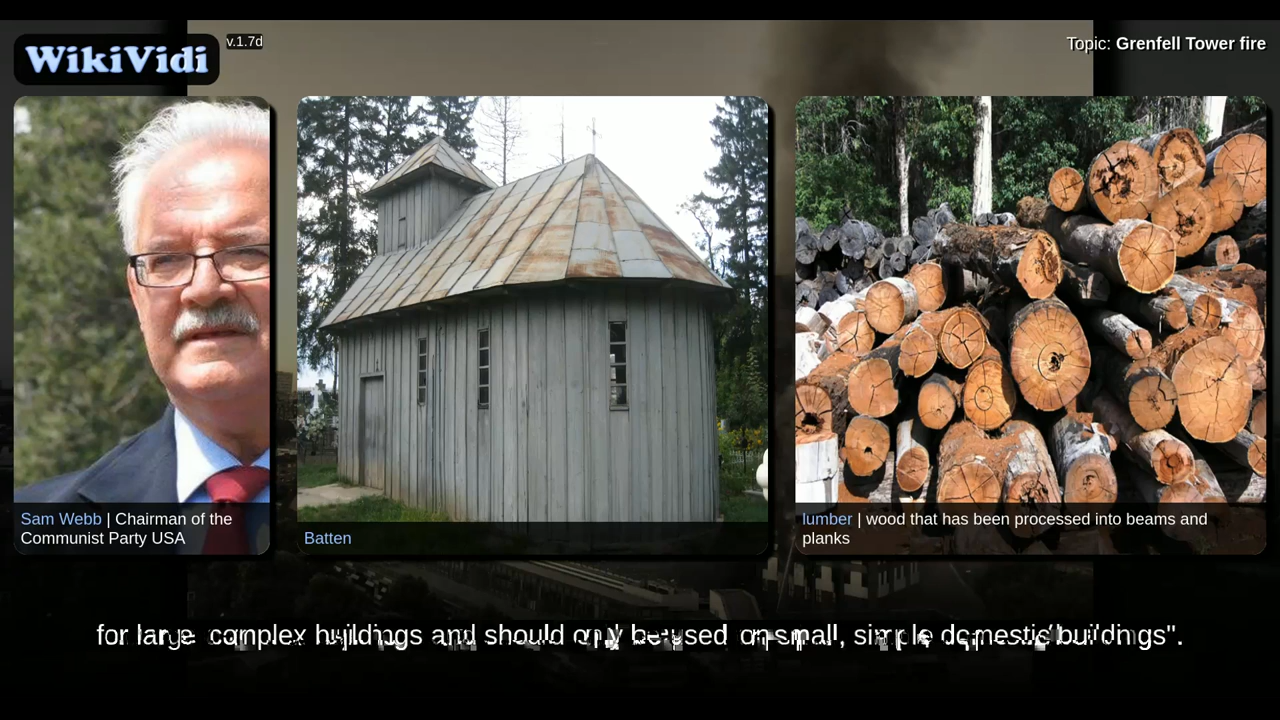 WikiVidi
v.1.7d
Topic: Grenfell Tower fire
Sam Webb | Chairman of the
Communist Party USA
Batten
lumber | wood that has been processed into beams and
planks
for large complex buildings and should only be used on small, simple domestic buildings".